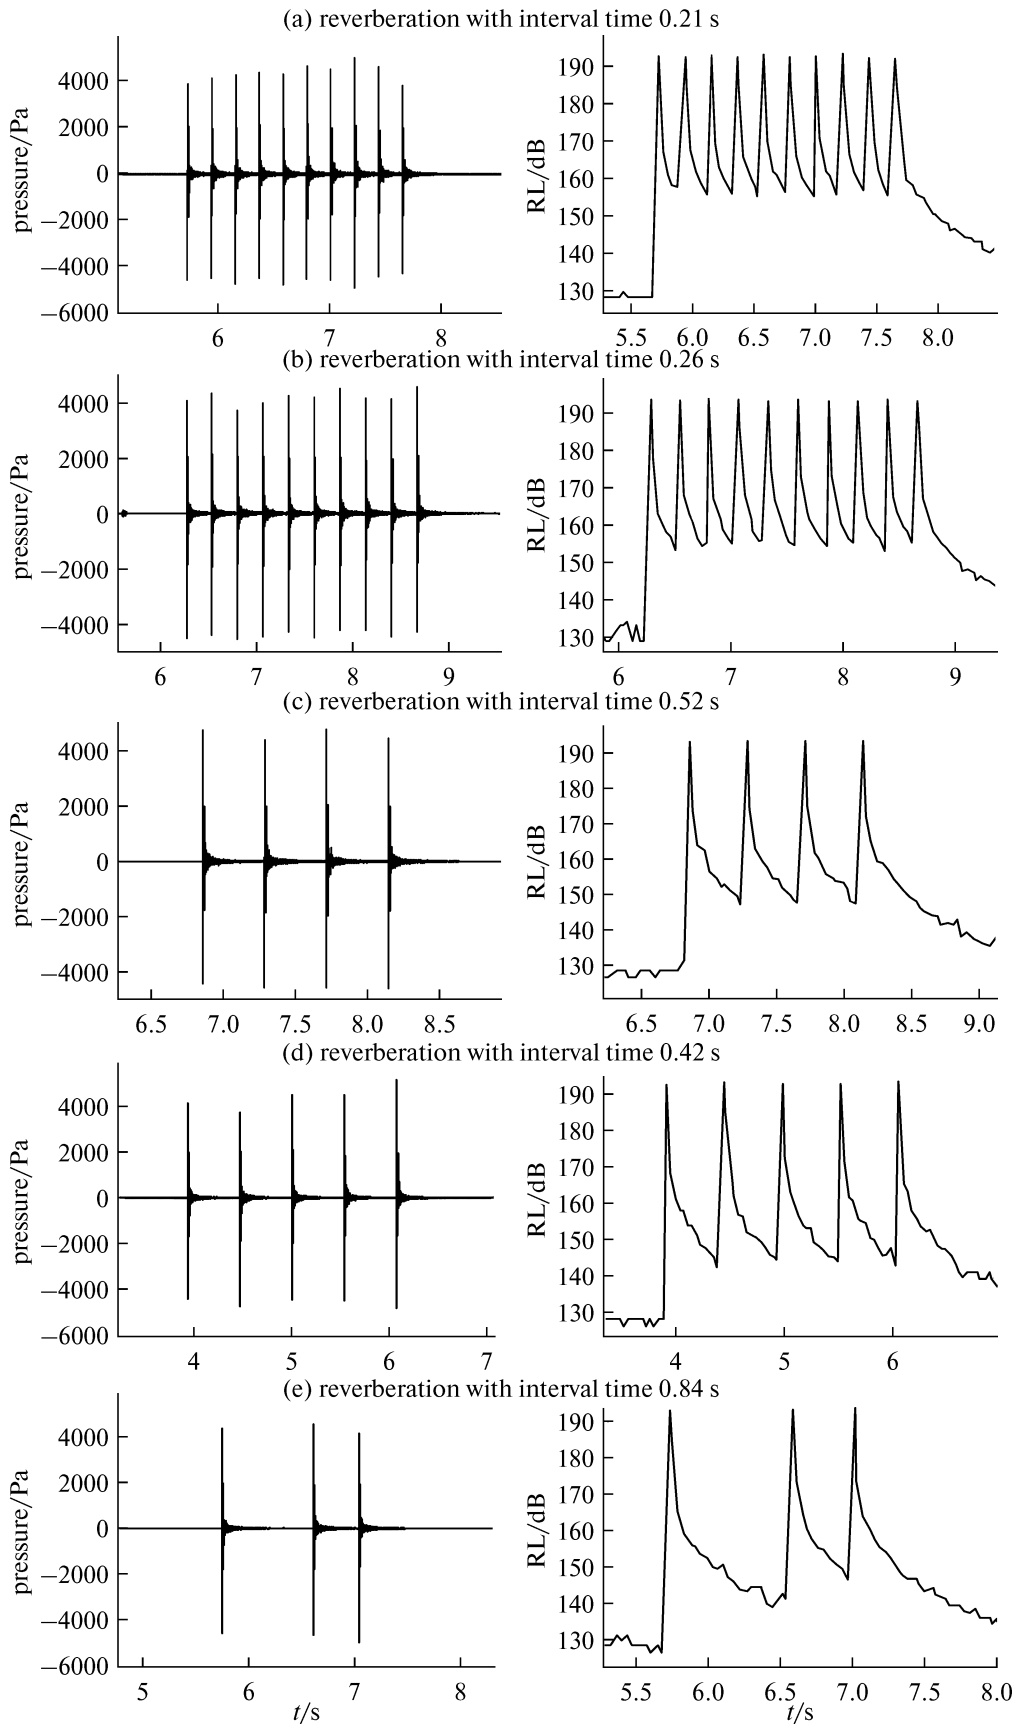 (a) reverberation with interval time 0.21 s
pressure/Pa
4000
2000
0
−2000
−4000
−6000
6 7 8
RL/dB
190
180
170
160
150
140
130
5.5 6.0 6.5 7.0 7.5 8.0
(b) reverberation with interval time 0.26 s
pressure/Pa
4000
2000
0
−2000
−4000
6 7 8 9
RL/dB
190
180
170
160
150
140
130
6 7 8 9
(c) reverberation with interval time 0.52 s
pressure/Pa
4000
2000
0
−2000
−4000
6.5 7.0 7.5 8.0 8.5
RL/dB
190
180
170
160
150
140
130
6.5 7.0 7.5 8.0 8.5 9.0
(d) reverberation with interval time 0.42 s
pressure/Pa
4000
2000
0
−2000
−4000
−6000
4 5 6 7
RL/dB
190
180
170
160
150
140
130
4 5 6
(e) reverberation with interval time 0.84 s
pressure/Pa
4000
2000
0
−2000
−4000
−6000
5 6 7 8
t/s
RL/dB
190
180
170
160
150
140
130
5.5 6.0 6.5 7.0 7.5 8.0
t/s